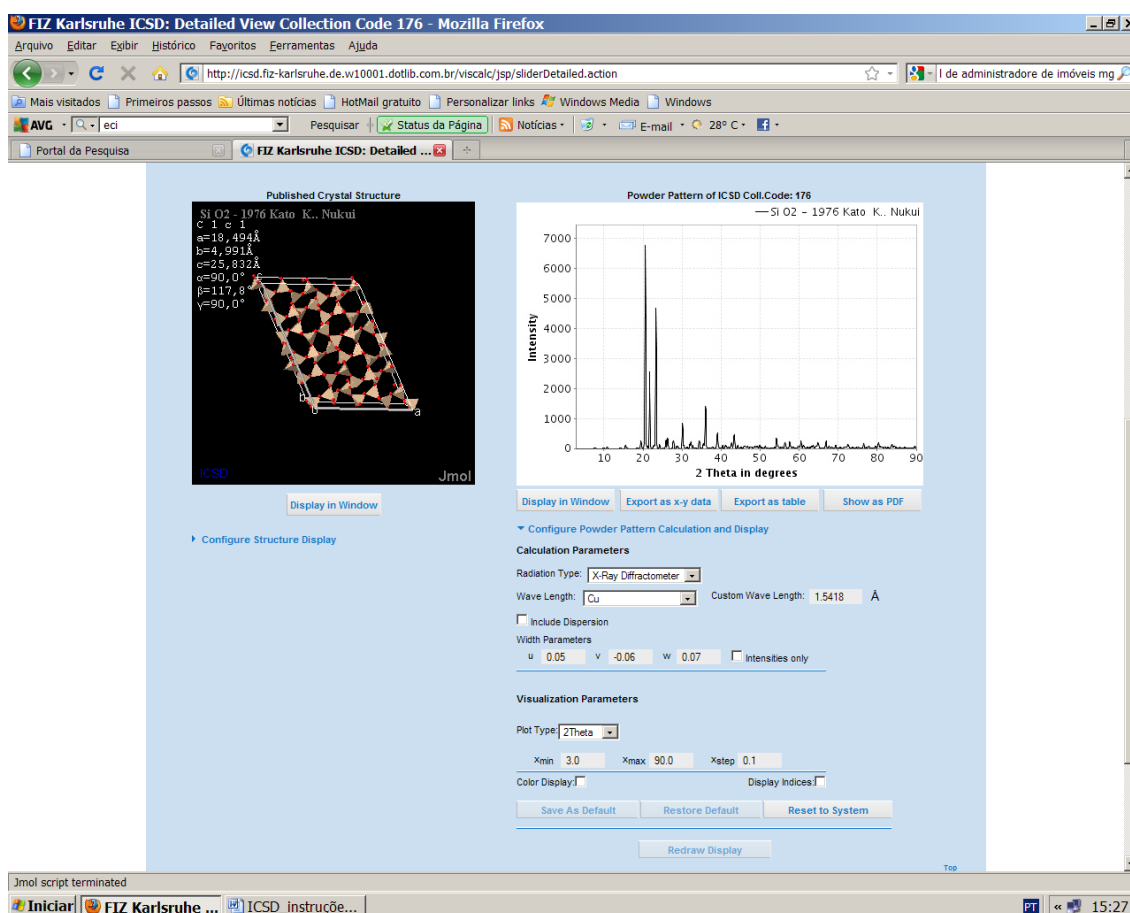 FIZ Karlsruhe ICSD: Detailed View Collection Code 176 - Mozilla Firefox
Arquivo Editar Exibir Histórico Favoritos Ferramentas Ajuda
http://icsd.fiz-karlsruhe.de.w10001.dotlib.com.br/viscalc/jsp/sliderDetailed.action
l de administradore de imóveis mg
Mais visitados Primeiros passos Últimas notícias HotMail gratuito Personalizar links Windows Media Windows
AVG eci Pesquisar Status da Página Notícias E-mail 28° C
Portal da Pesquisa FIZ Karlsruhe ICSD: Detailed ...
Published Crystal Structure
Si O2 - 1976 Kato K.. Nukui
C 1 c 1
a=18,494Å
b=4,991Å
c=25,832Å
α=90,0°
β=117,8°
γ=90,0°
c
b
a
ICSD
Jmol
Display in Window
Configure Structure Display
Powder Pattern of ICSD Coll.Code: 176
Si O2 - 1976 Kato K.. Nukui
7000
6000
5000
4000
3000
2000
1000
0
Intensity
10 20 30 40 50 60 70 80 90
2 Theta in degrees
Display in Window Export as x-y data Export as table Show as PDF
Configure Powder Pattern Calculation and Display
Calculation Parameters
Radiation Type: X-Ray Diffractometer
Wave Length: Cu Custom Wave Length: 1.5418 Å
Include Dispersion
Width Parameters
u 0.05 v -0.06 w 0.07 Intensities only
Visualization Parameters
Plot Type: 2Theta
xmin 3.0 xmax 90.0 xstep 0.1
Color Display: Display Indices:
Save As Default Restore Default Reset to System
Redraw Display
Top
Jmol script terminated
Iniciar FIZ Karlsruhe ... ICSD_instruçõe... PT « 15:27